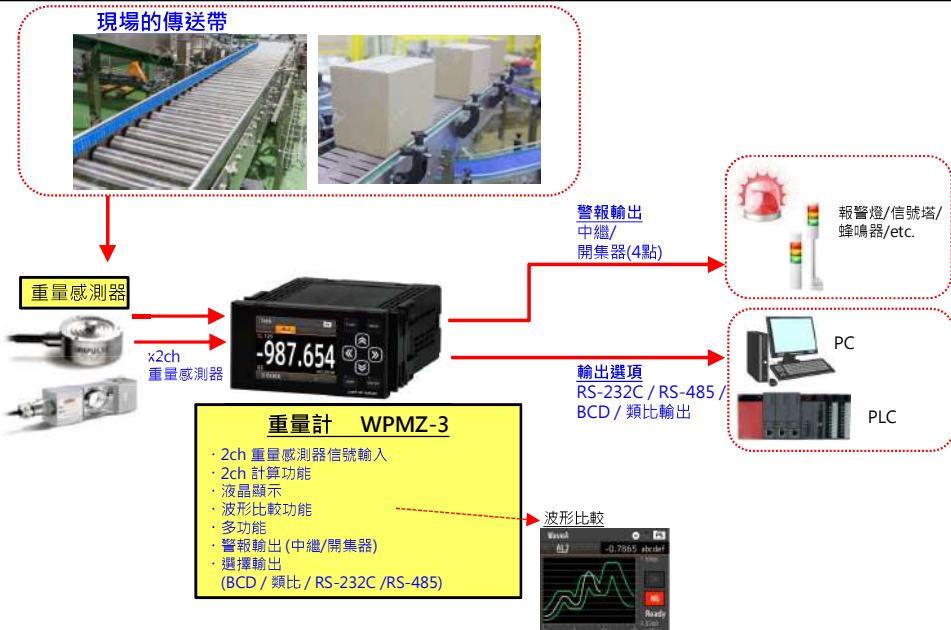 現場的傳送帶
警報輸出
中繼/
開集器(4點)
報警燈/信號塔/
蜂鳴器/etc.
重量感測器
x2ch
重量感測器
-987.654
輸出選項
RS-232C / RS-485 /
BCD / 類比輸出
PC
PLC
重量計 WPMZ-3
· 2ch 重量感測器信號輸入
· 2ch 計算功能
· 液晶顯示
· 波形比較功能
· 多功能
· 警報輸出 (中繼/開集器)
· 選擇輸出
(BCD / 類比 / RS-232C /RS-485)
波形比較
WaveA
AL2 -0.7865 abcdef
NG
Ready